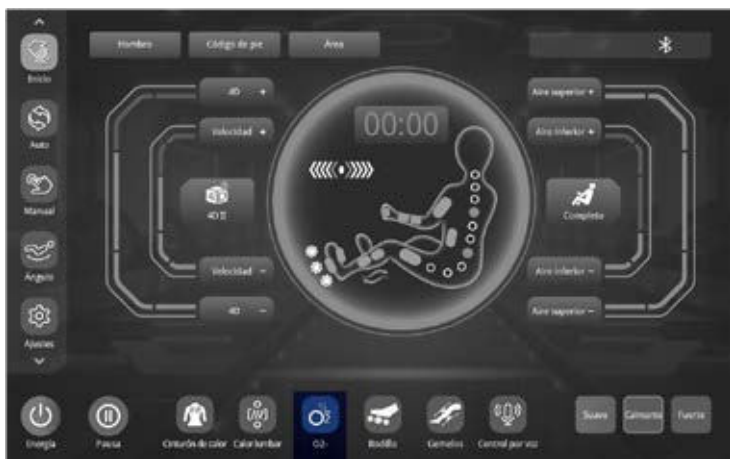 Hombro
Código de pie
Área
Inicio
Auto
Manual
Ángulo
Ajustes
4D +
Velocidad +
4D II
Velocidad −
4D −
00:00
Aire superior +
Aire inferior +
Completo
Aire inferior −
Aire superior −
Energía
Pausa
Cinturón de calor
Calor lumbar
O2-
Rodillo
Gemelos
Control por voz
Suave
Calmante
Fuerte